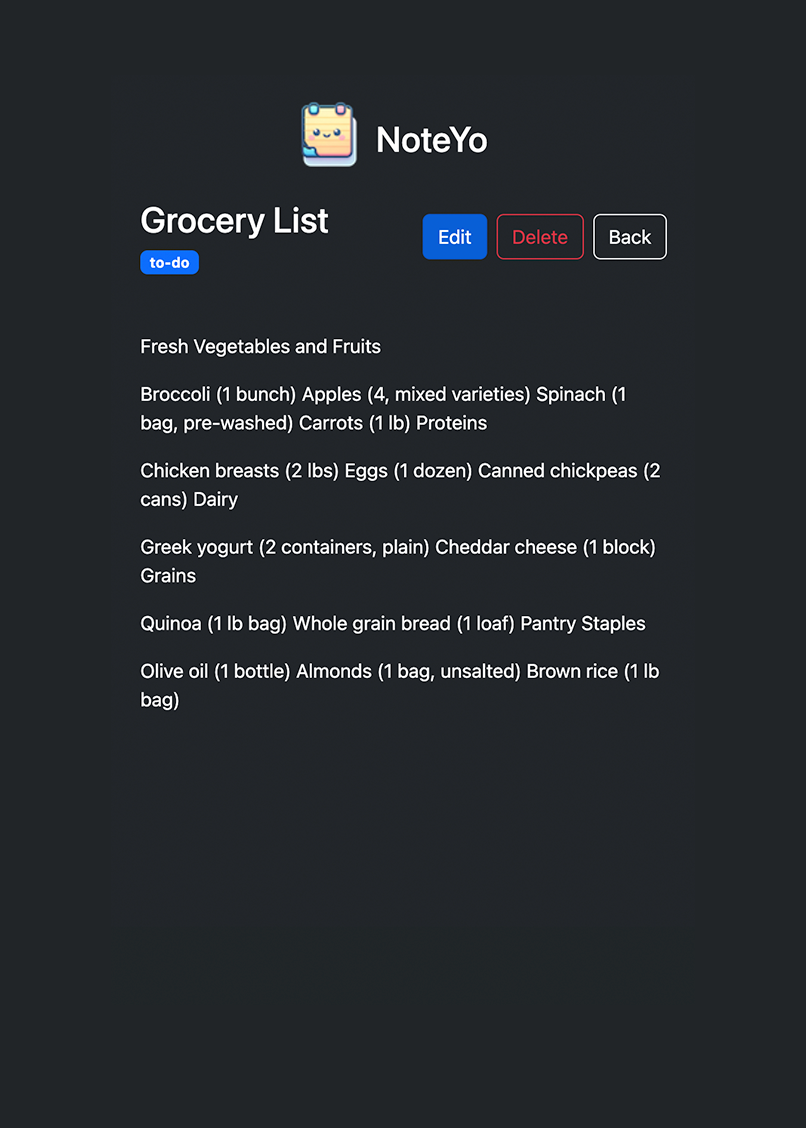 NoteYo
Grocery List
Edit
Delete
Back
to-do
Fresh Vegetables and Fruits
Broccoli (1 bunch) Apples (4, mixed varieties) Spinach (1
bag, pre-washed) Carrots (1 lb) Proteins
Chicken breasts (2 lbs) Eggs (1 dozen) Canned chickpeas (2
cans) Dairy
Greek yogurt (2 containers, plain) Cheddar cheese (1 block)
Grains
Quinoa (1 lb bag) Whole grain bread (1 loaf) Pantry Staples
Olive oil (1 bottle) Almonds (1 bag, unsalted) Brown rice (1 lb
bag)